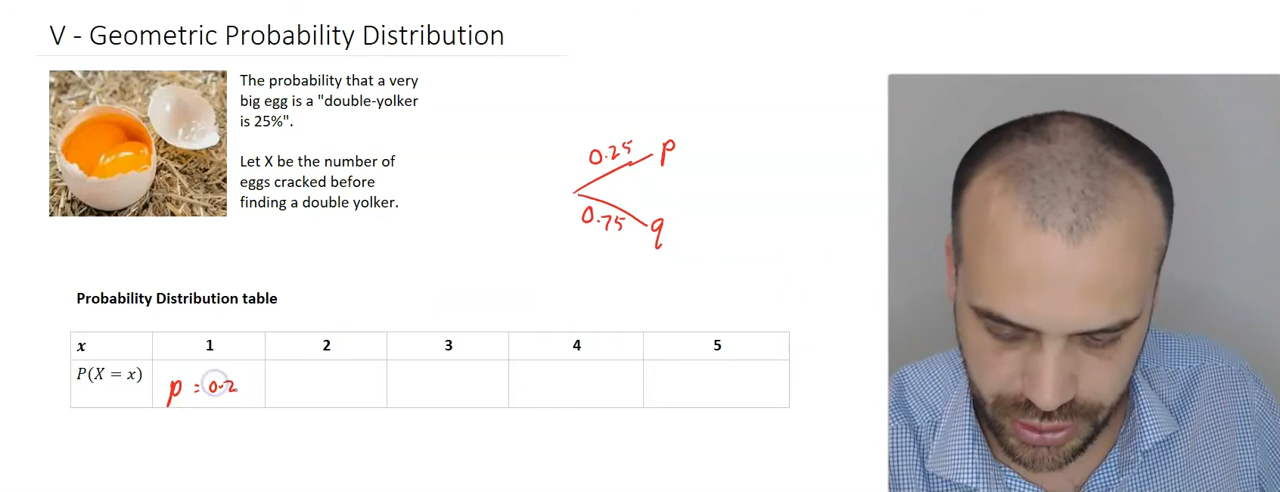 V - Geometric Probability Distribution
The probability that a very
big egg is a "double-yolker
is 25%".
Let X be the number of
eggs cracked before
finding a double yolker.
0.25 p
0.75 q
Probability Distribution table
x 1 2 3 4 5
P(X = x) p = 0.2